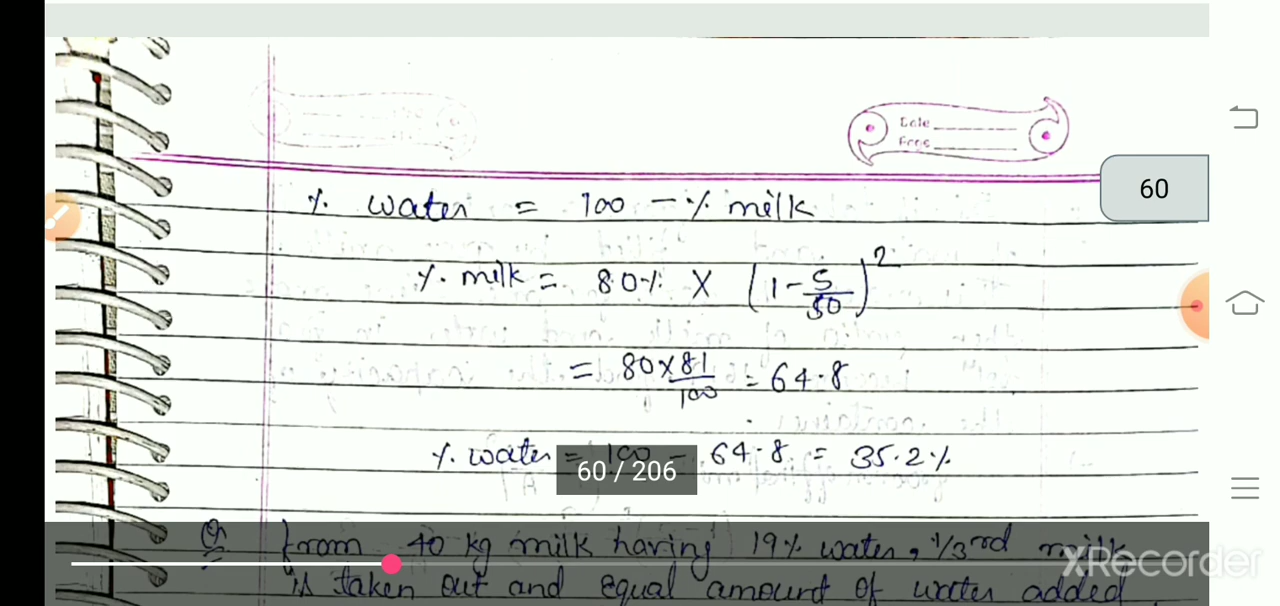 Date
Page
60
% water = 100 - % milk
% milk = 80% X (1 - 5/50)²
= 80 x 81/100 = 64.8
% water = 100 - 64.8 = 35.2%
60 / 206
Q from 40 kg milk having 19% water, 1/3rd milk
is taken out and equal amount of water added
XRecorder